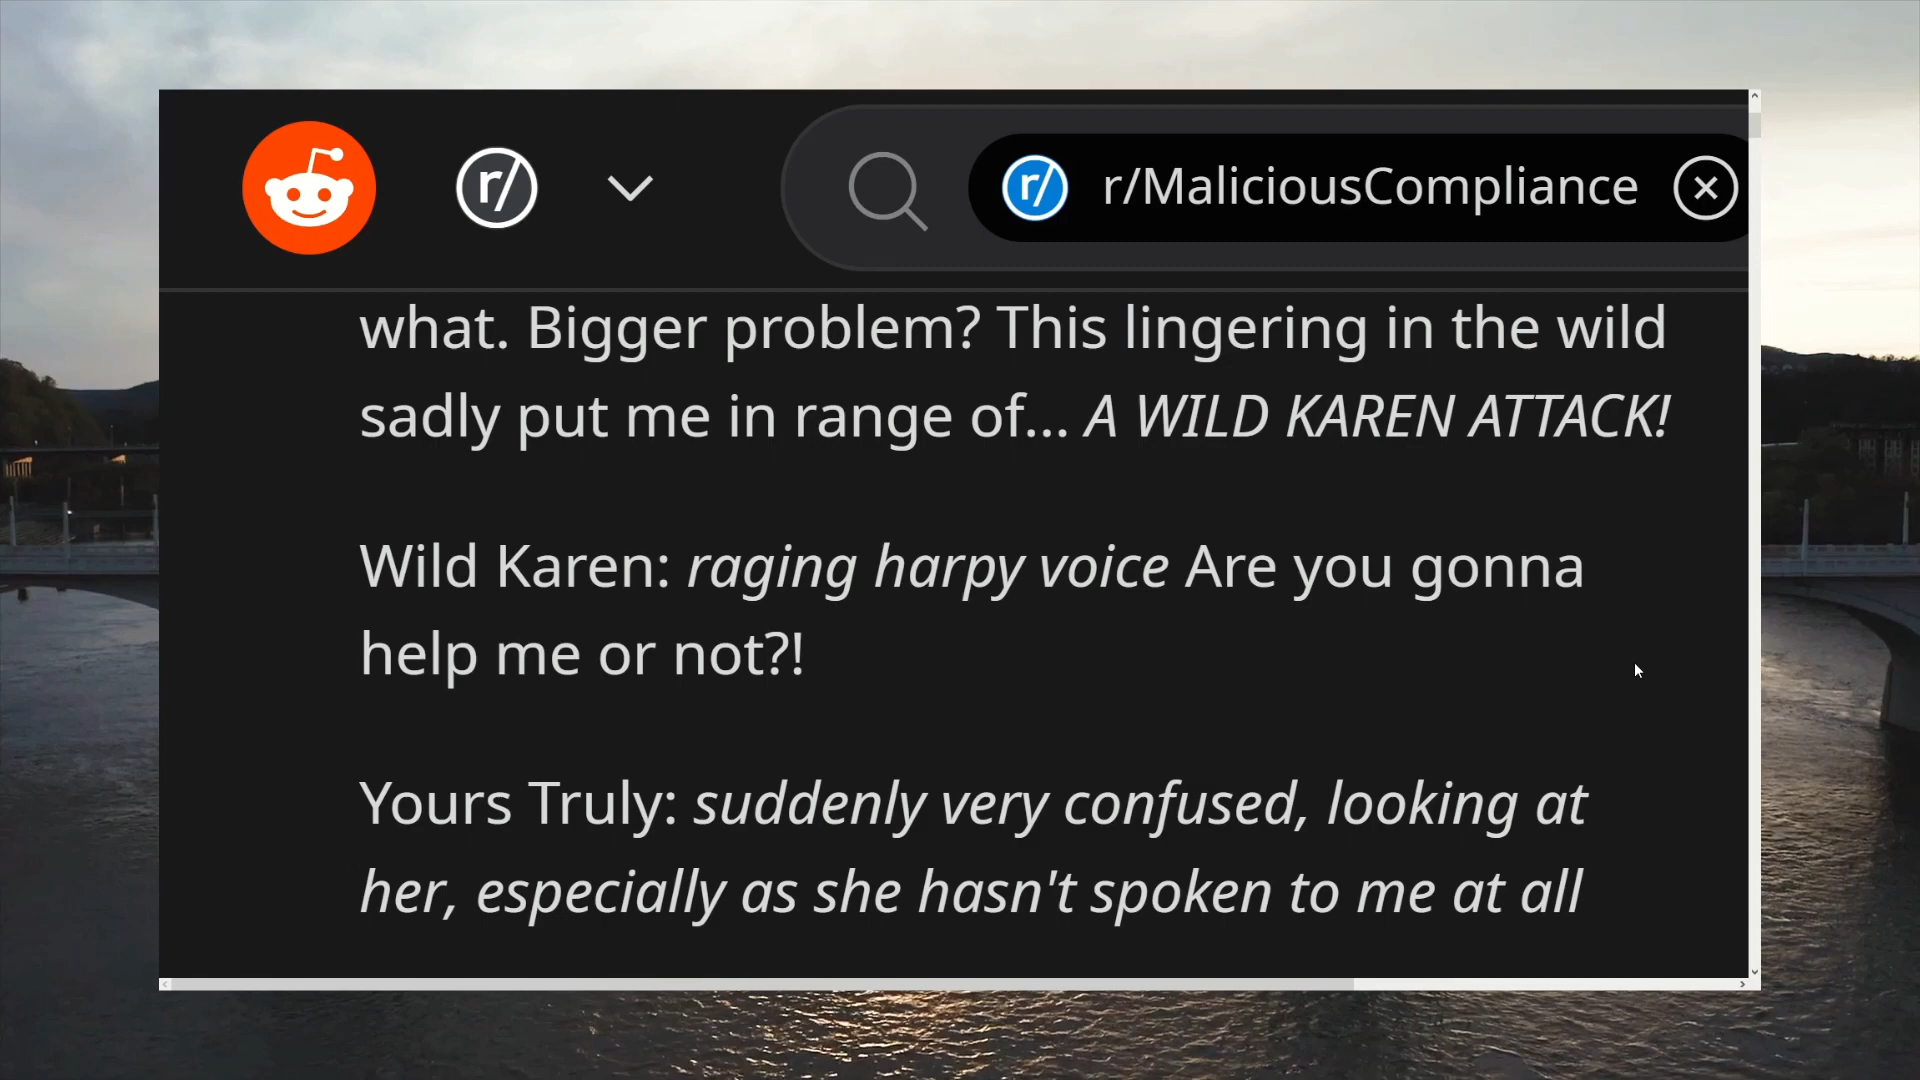 r/
r/ r/MaliciousCompliance
what. Bigger problem? This lingering in the wild
sadly put me in range of... A WILD KAREN ATTACK!
Wild Karen: raging harpy voice Are you gonna
help me or not?!
Yours Truly: suddenly very confused, looking at
her, especially as she hasn't spoken to me at all